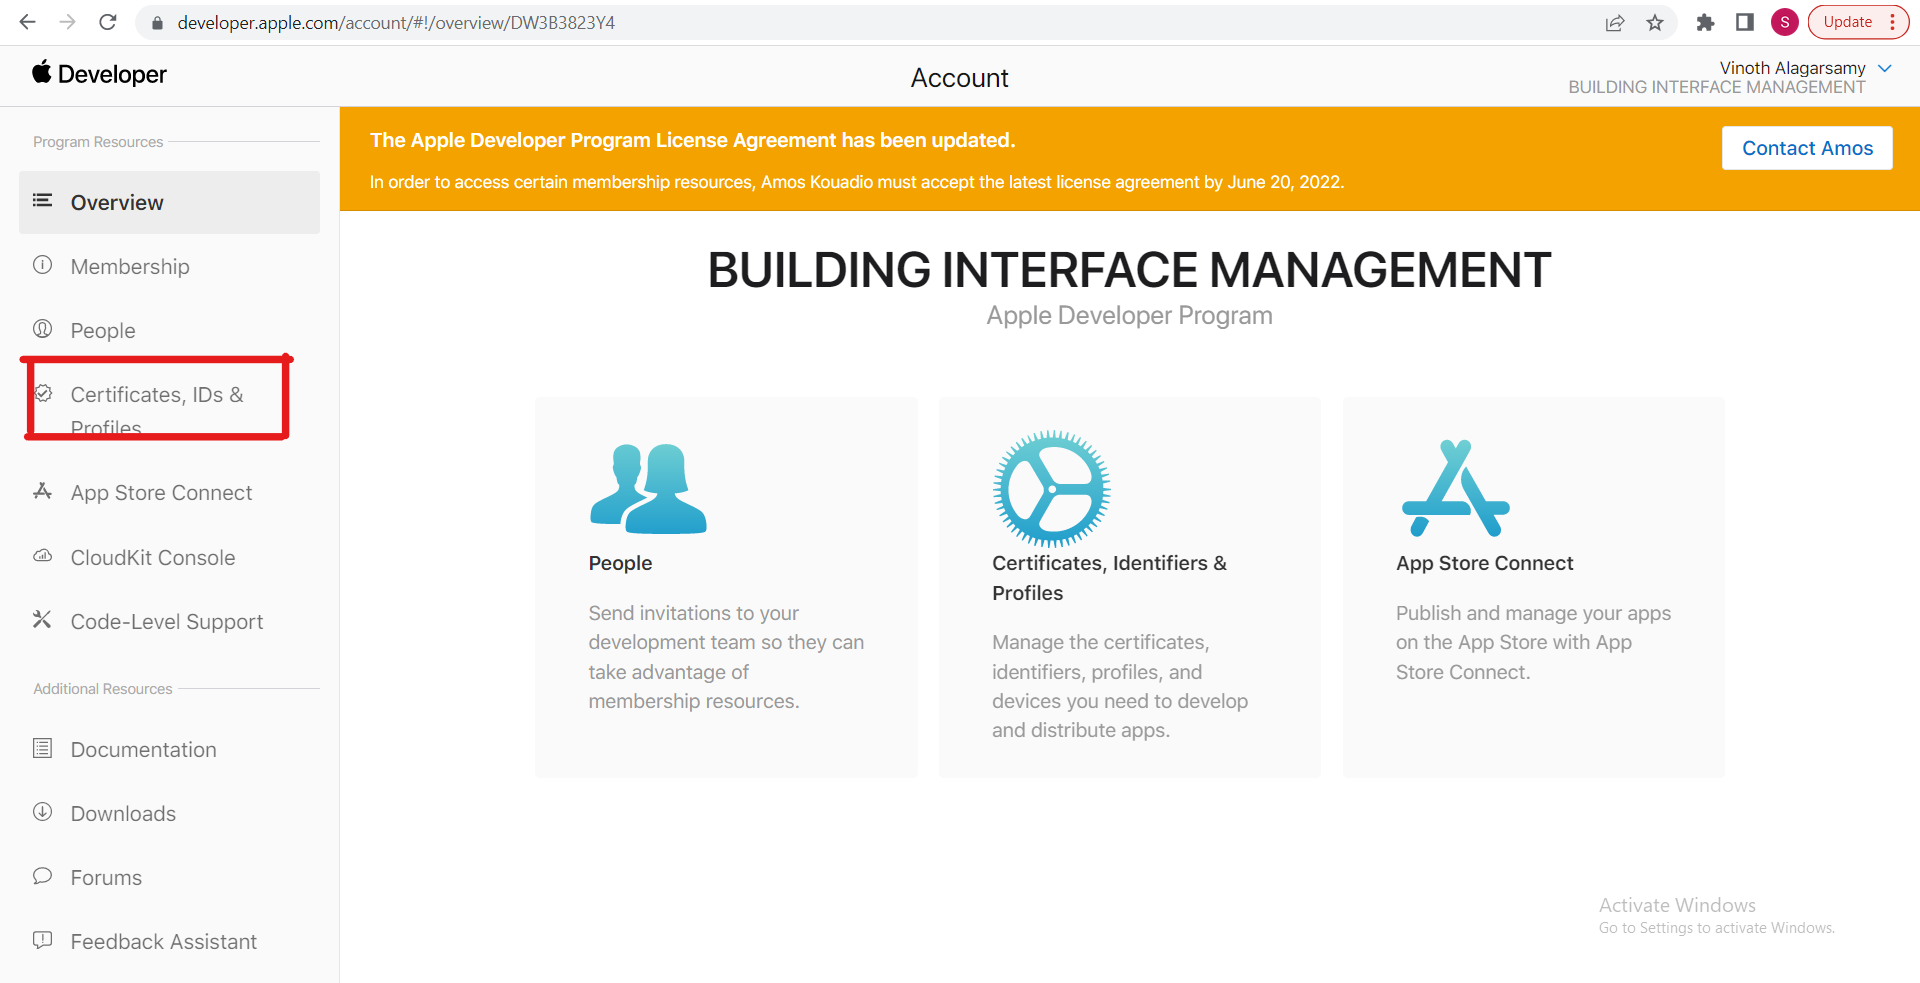 developer.apple.com/account/#!/overview/DW3B3823Y4
S
Update
Developer
Account
Vinoth Alagarsamy
BUILDING INTERFACE MANAGEMENT
Program Resources
Overview
Membership
People
Certificates, IDs &
Profiles
App Store Connect
CloudKit Console
Code-Level Support
Additional Resources
Documentation
Downloads
Forums
Feedback Assistant
The Apple Developer Program License Agreement has been updated.
In order to access certain membership resources, Amos Kouadio must accept the latest license agreement by June 20, 2022.
Contact Amos
BUILDING INTERFACE MANAGEMENT
Apple Developer Program
People
Send invitations to your
development team so they can
take advantage of
membership resources.
Certificates, Identifiers &
Profiles
Manage the certificates,
identifiers, profiles, and
devices you need to develop
and distribute apps.
App Store Connect
Publish and manage your apps
on the App Store with App
Store Connect.
Activate Windows
Go to Settings to activate Windows.